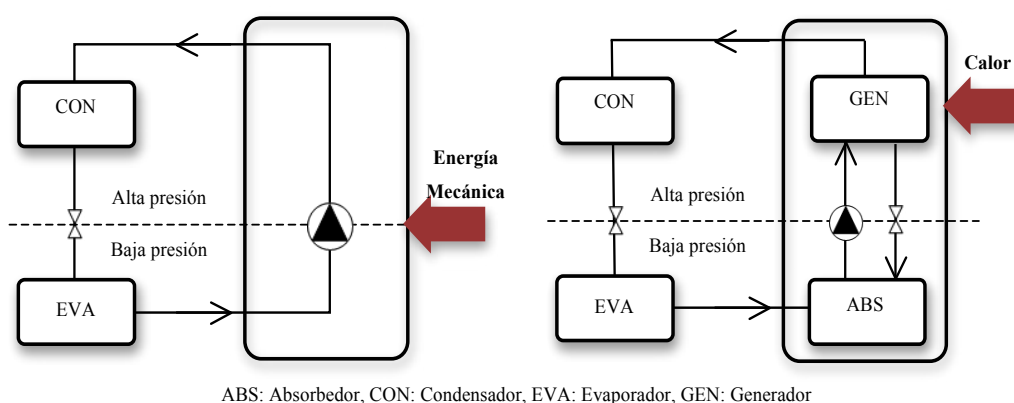 CON
Energía
Mecánica
Alta presión
Baja presión
EVA
CON
GEN
Calor
Alta presión
Baja presión
EVA
ABS
ABS: Absorbedor, CON: Condensador, EVA: Evaporador, GEN: Generador